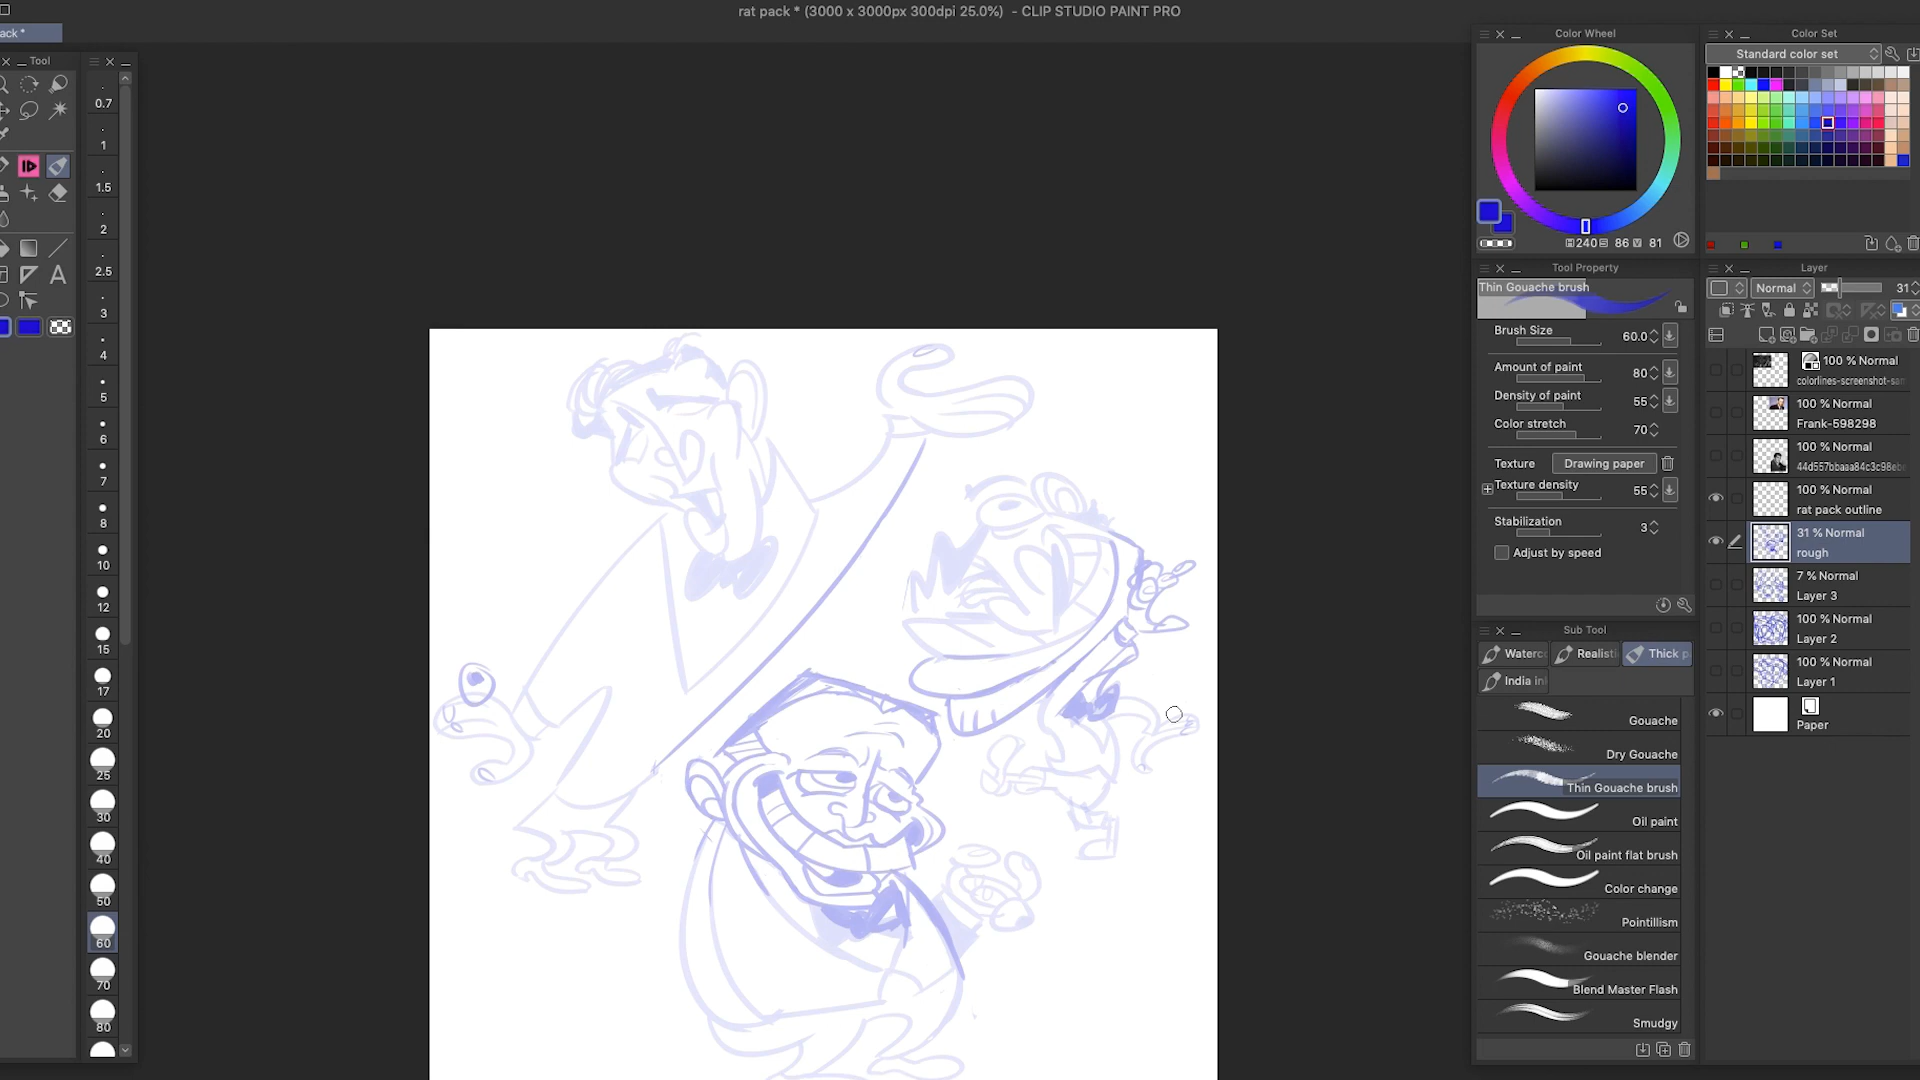 rat pack * (3000 x 3000px 300dpi 25.0%) - CLIP STUDIO PAINT PRO
ack *
Tool
0.7
1
1.5
2
2.5
3
4
5
6
7
8
10
12
15
17
20
25
30
40
50
60
70
80
A
Color Wheel
240 86 81
Tool Property
Thin Gouache brush
Brush Size 60.0
Amount of paint 80
Density of paint 55
Color stretch 70
Texture Drawing paper
Texture density 55
Stabilization 3
Adjust by speed
Sub Tool
Waterc Realisti Thick p
India in
Gouache
Dry Gouache
Thin Gouache brush
Oil paint
Oil paint flat brush
Color change
Pointillism
Gouache blender
Blend Master Flash
Smudgy
Color Set
Standard color set
Layer
Normal 31
100 % Normal
colorlines-screenshot-sa
100 % Normal
Frank-598298
100 % Normal
44d557bbaaa84c3c98eb
100 % Normal
rat pack outline
31 % Normal
rough
7 % Normal
Layer 3
100 % Normal
Layer 2
100 % Normal
Layer 1
Paper